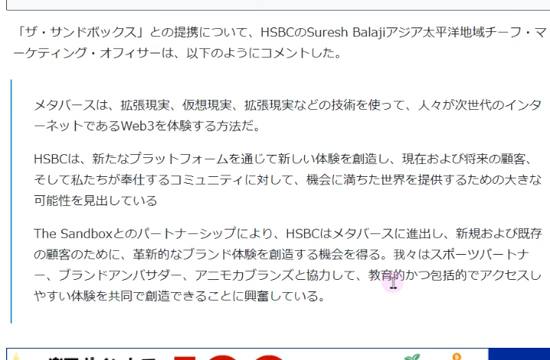 「ザ・サンドボックス」との提携について、HSBCのSuresh Balajiアジア太平洋地域チーフ・マ
ーケティング・オフィサーは、以下のようにコメントした。
メタバースは、拡張現実、仮想現実、拡張現実などの技術を使って、人々が次世代のインタ
ーネットであるWeb3を体験する方法だ。
HSBCは、新たなプラットフォームを通じて新しい体験を創造し、現在および将来の顧客、
そして私たちが奉仕するコミュニティに対して、機会に満ちた世界を提供するための大きな
可能性を見出している
The Sandboxとのパートナーシップにより、HSBCはメタバースに進出し、新規および既存
の顧客のために、革新的なブランド体験を創造する機会を得る。我々はスポーツパートナ
ー、ブランドアンバサダー、アニモカブランズと協力して、教育的かつ包括的でアクセスし
やすい体験を共同で創造できることに興奮している。